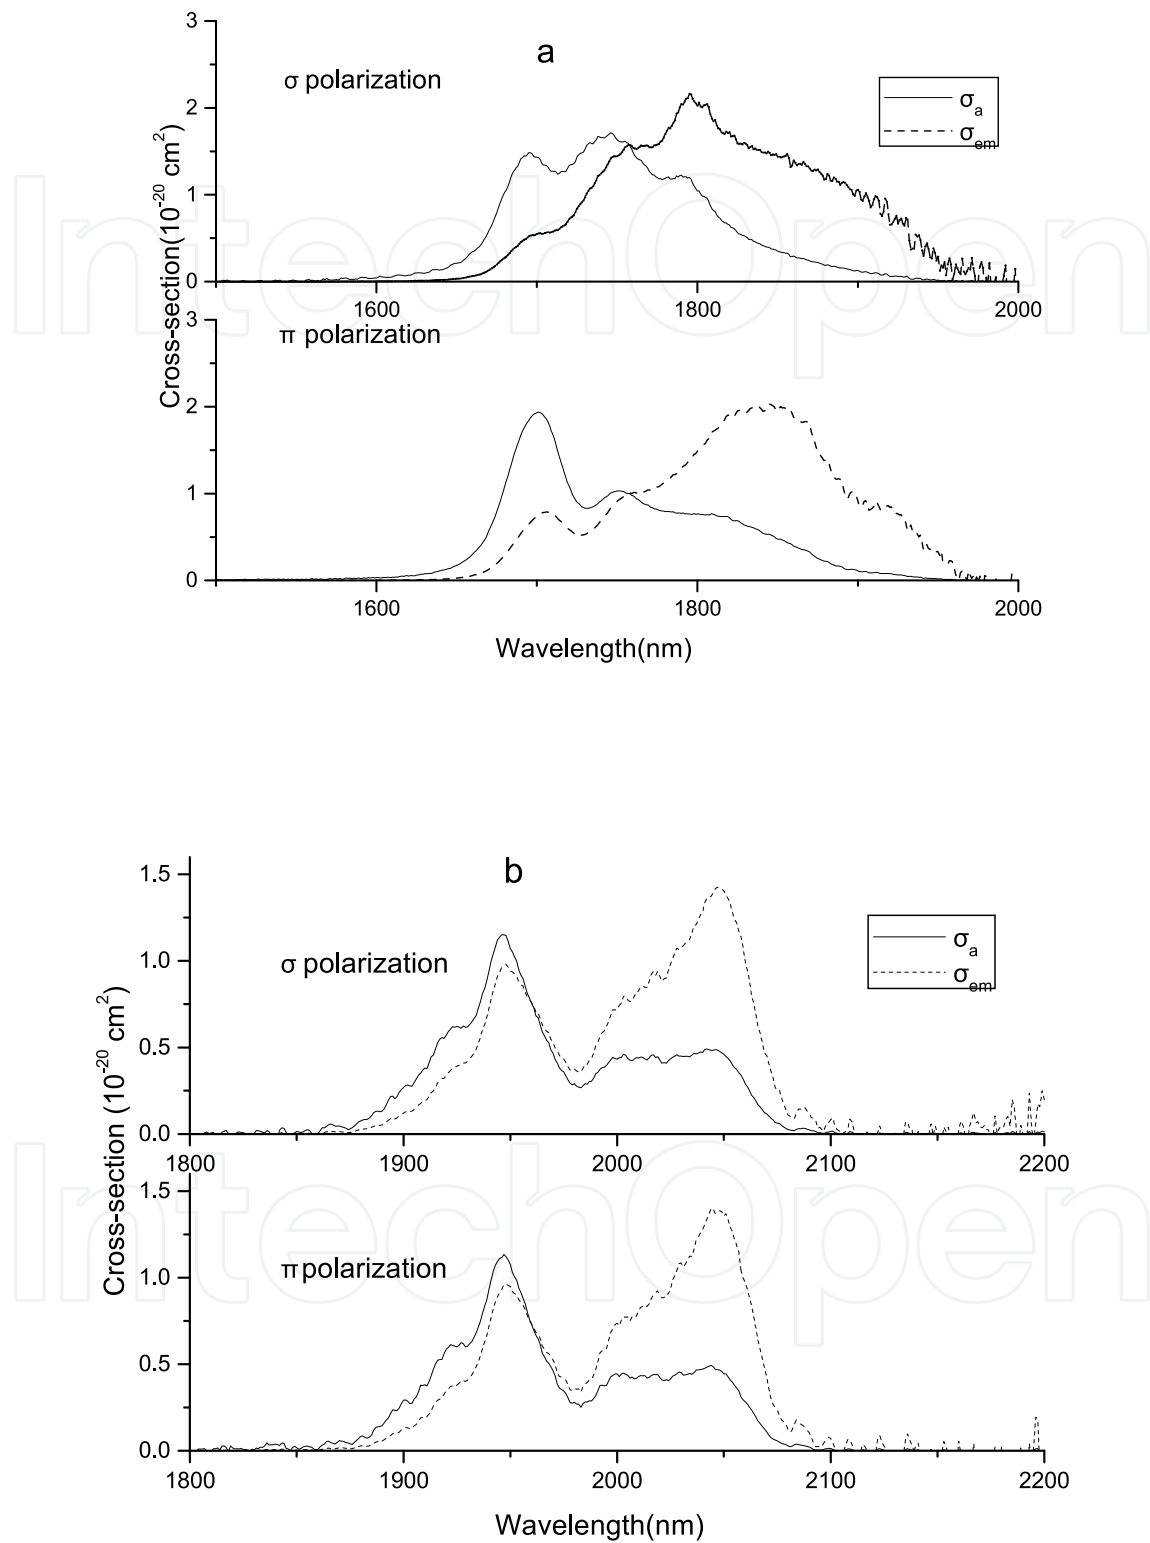 a
3
σ polarization
σa
σem
2
1
0
1600
1800
2000
Cross-section(10-20 cm2)
3
π polarization
2
1
0
1600
1800
2000
Wavelength(nm)
b
1.5
σ polarization
σa
σem
1.0
0.5
0.0
1800
1900
2000
2100
2200
Cross-section (10-20 cm2)
1.5
π polarization
1.0
0.5
0.0
1800
1900
2000
2100
2200
Wavelength(nm)
IntechOpen
IntechOpen